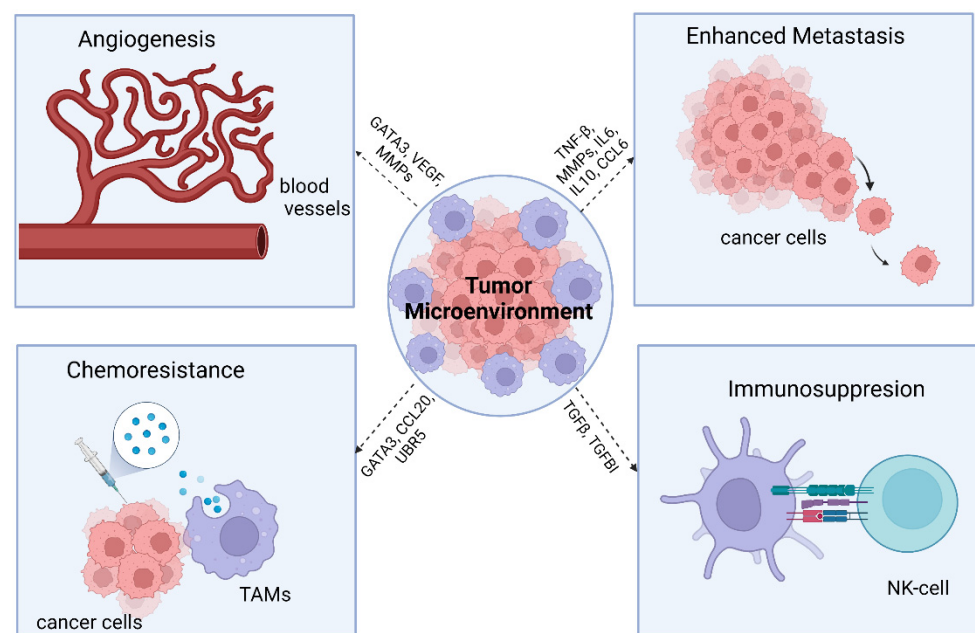 Angiogenesis
blood
vessels
GATA3, VEGF,
MMPs
Enhanced Metastasis
cancer cells
TNF-β,
MMPs, IL6,
IL10, CCL6
Tumor
Microenvironment
Chemoresistance
TAMs
cancer cells
GATA3, CCL20,
UBR5
TGFβ, TGFBI
Immunosuppresion
NK-cell